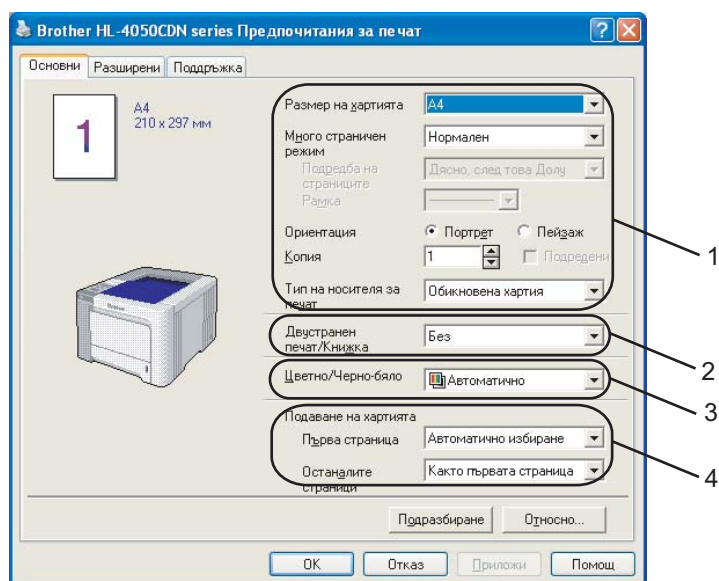 Brother HL-4050CDN series Предпочитания за печат
Основни Разширени Поддръжка
1
A4
210 x 297 мм
Размер на хартията A4
Много страничен режим Нормален
Подредба на страниците Дясно, след това Долу
Рамка
Ориентация Портрет Пейзаж
Копия 1 Подредени
Тип на носителя за печат Обикновена хартия
1
Двустранен печат/Книжка Без
2
Цветно/Черно-бяло Автоматично
3
Подаване на хартията
Първа страница Автоматично избиране
Останалите страници Както първата страница
4
Подразбиране Относно...
OK Отказ Приложи Помощ